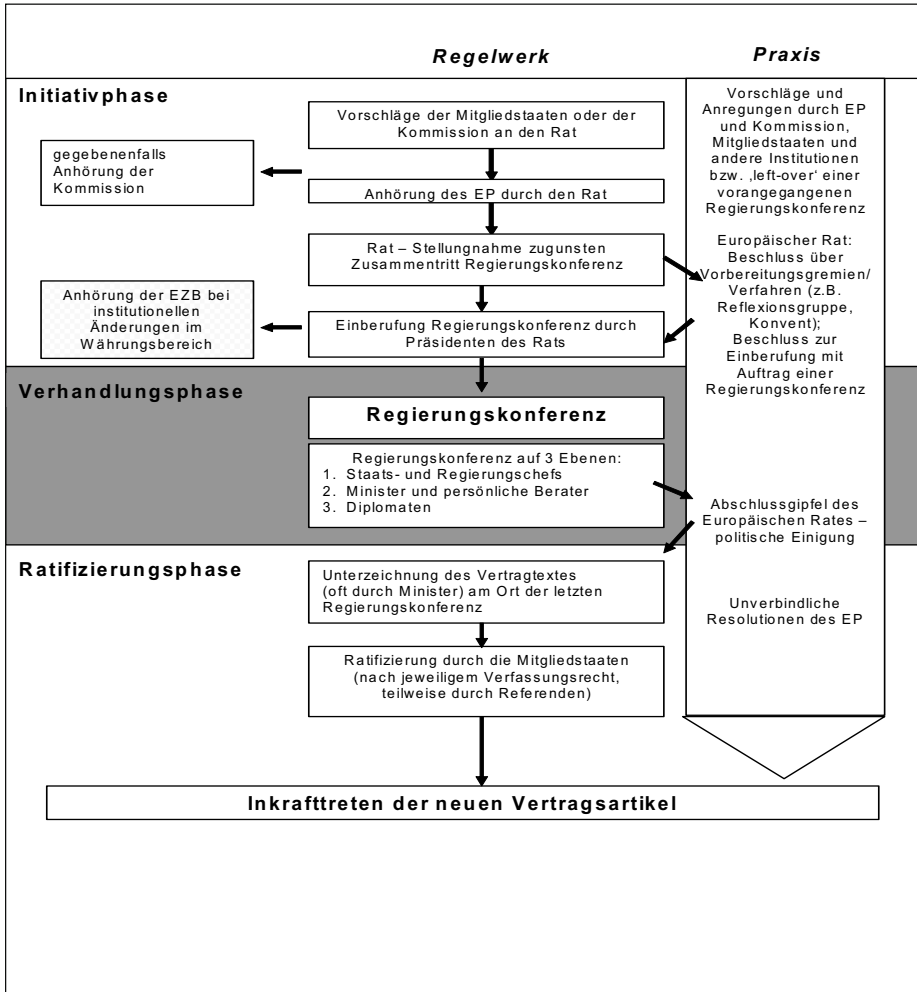 Regelwerk
Praxis
Initiativphase
Vorschläge der Mitgliedstaaten oder der
Kommission an den Rat
gegebenenfalls
Anhörung der
Kommission
Anhörung des EP durch den Rat
Rat – Stellungnahme zugunsten
Zusammentritt Regierungskonferenz
Anhörung der EZB bei
institutionellen
Änderungen im
Währungsbereich
Einberufung Regierungskonferenz durch
Präsidenten des Rats
Vorschläge und
Anregungen durch EP
und Kommission,
Mitgliedstaaten und
andere Institutionen
bzw. ‚left-over‘ einer
vorangegangenen
Regierungskonferenz
Europäischer Rat:
Beschluss über
Vorbereitungsgremien/
Verfahren (z.B.
Reflexionsgruppe,
Konvent);
Beschluss zur
Einberufung mit
Auftrag einer
Regierungskonferenz
Verhandlungsphase
Regierungskonferenz
Regierungskonferenz auf 3 Ebenen:
1. Staats- und Regierungschefs
2. Minister und persönliche Berater
3. Diplomaten
Abschlussgipfel des
Europäischen Rates –
politische Einigung
Ratifizierungsphase
Unterzeichnung des Vertragtextes
(oft durch Minister) am Ort der letzten
Regierungskonferenz
Unverbindliche
Resolutionen des EP
Ratifizierung durch die Mitgliedstaaten
(nach jeweiligem Verfassungsrecht,
teilweise durch Referenden)
Inkrafttreten der neuen Vertragsartikel